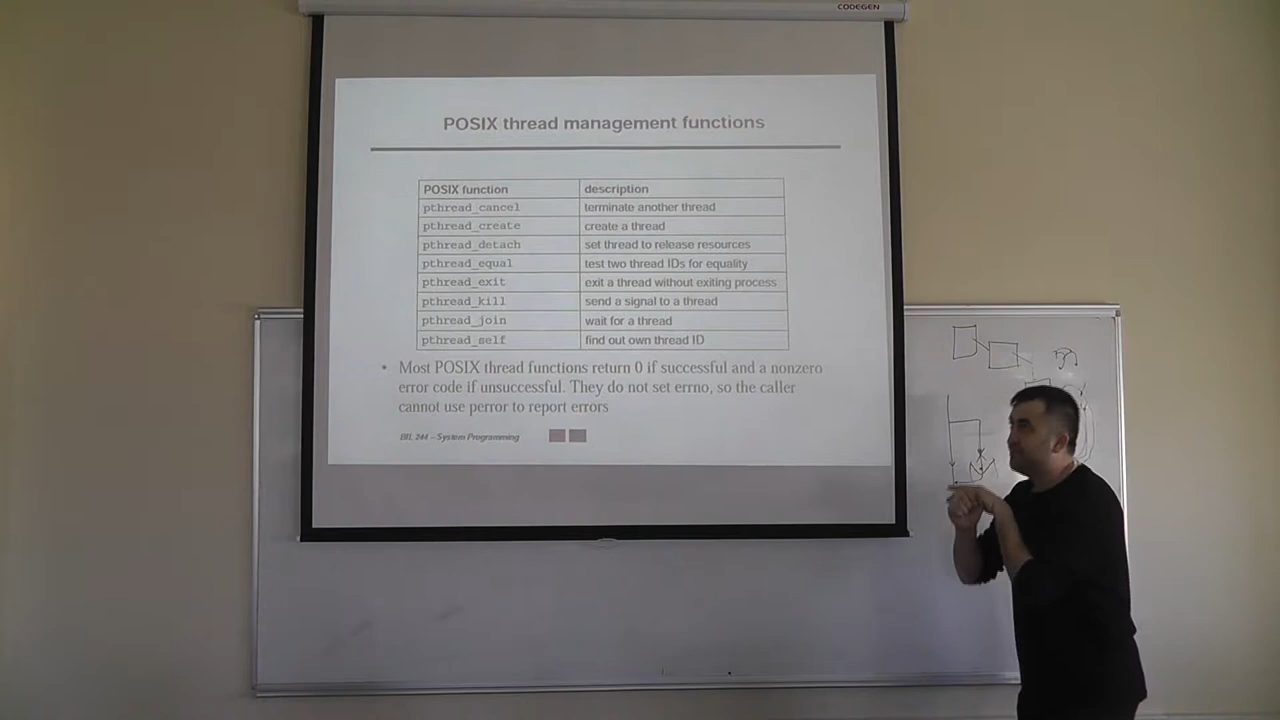 CODEGEN
POSIX thread management functions
POSIX function description
pthread_cancel terminate another thread
pthread_create create a thread
pthread_detach set thread to release resources
pthread_equal test two thread IDs for equality
pthread_exit exit a thread without exiting process
pthread_kill send a signal to a thread
pthread_join wait for a thread
pthread_self find out own thread ID
• Most POSIX thread functions return 0 if successful and a nonzero
error code if unsuccessful. They do not set errno, so the caller
cannot use perror to report errors
BIL 244 – System Programming